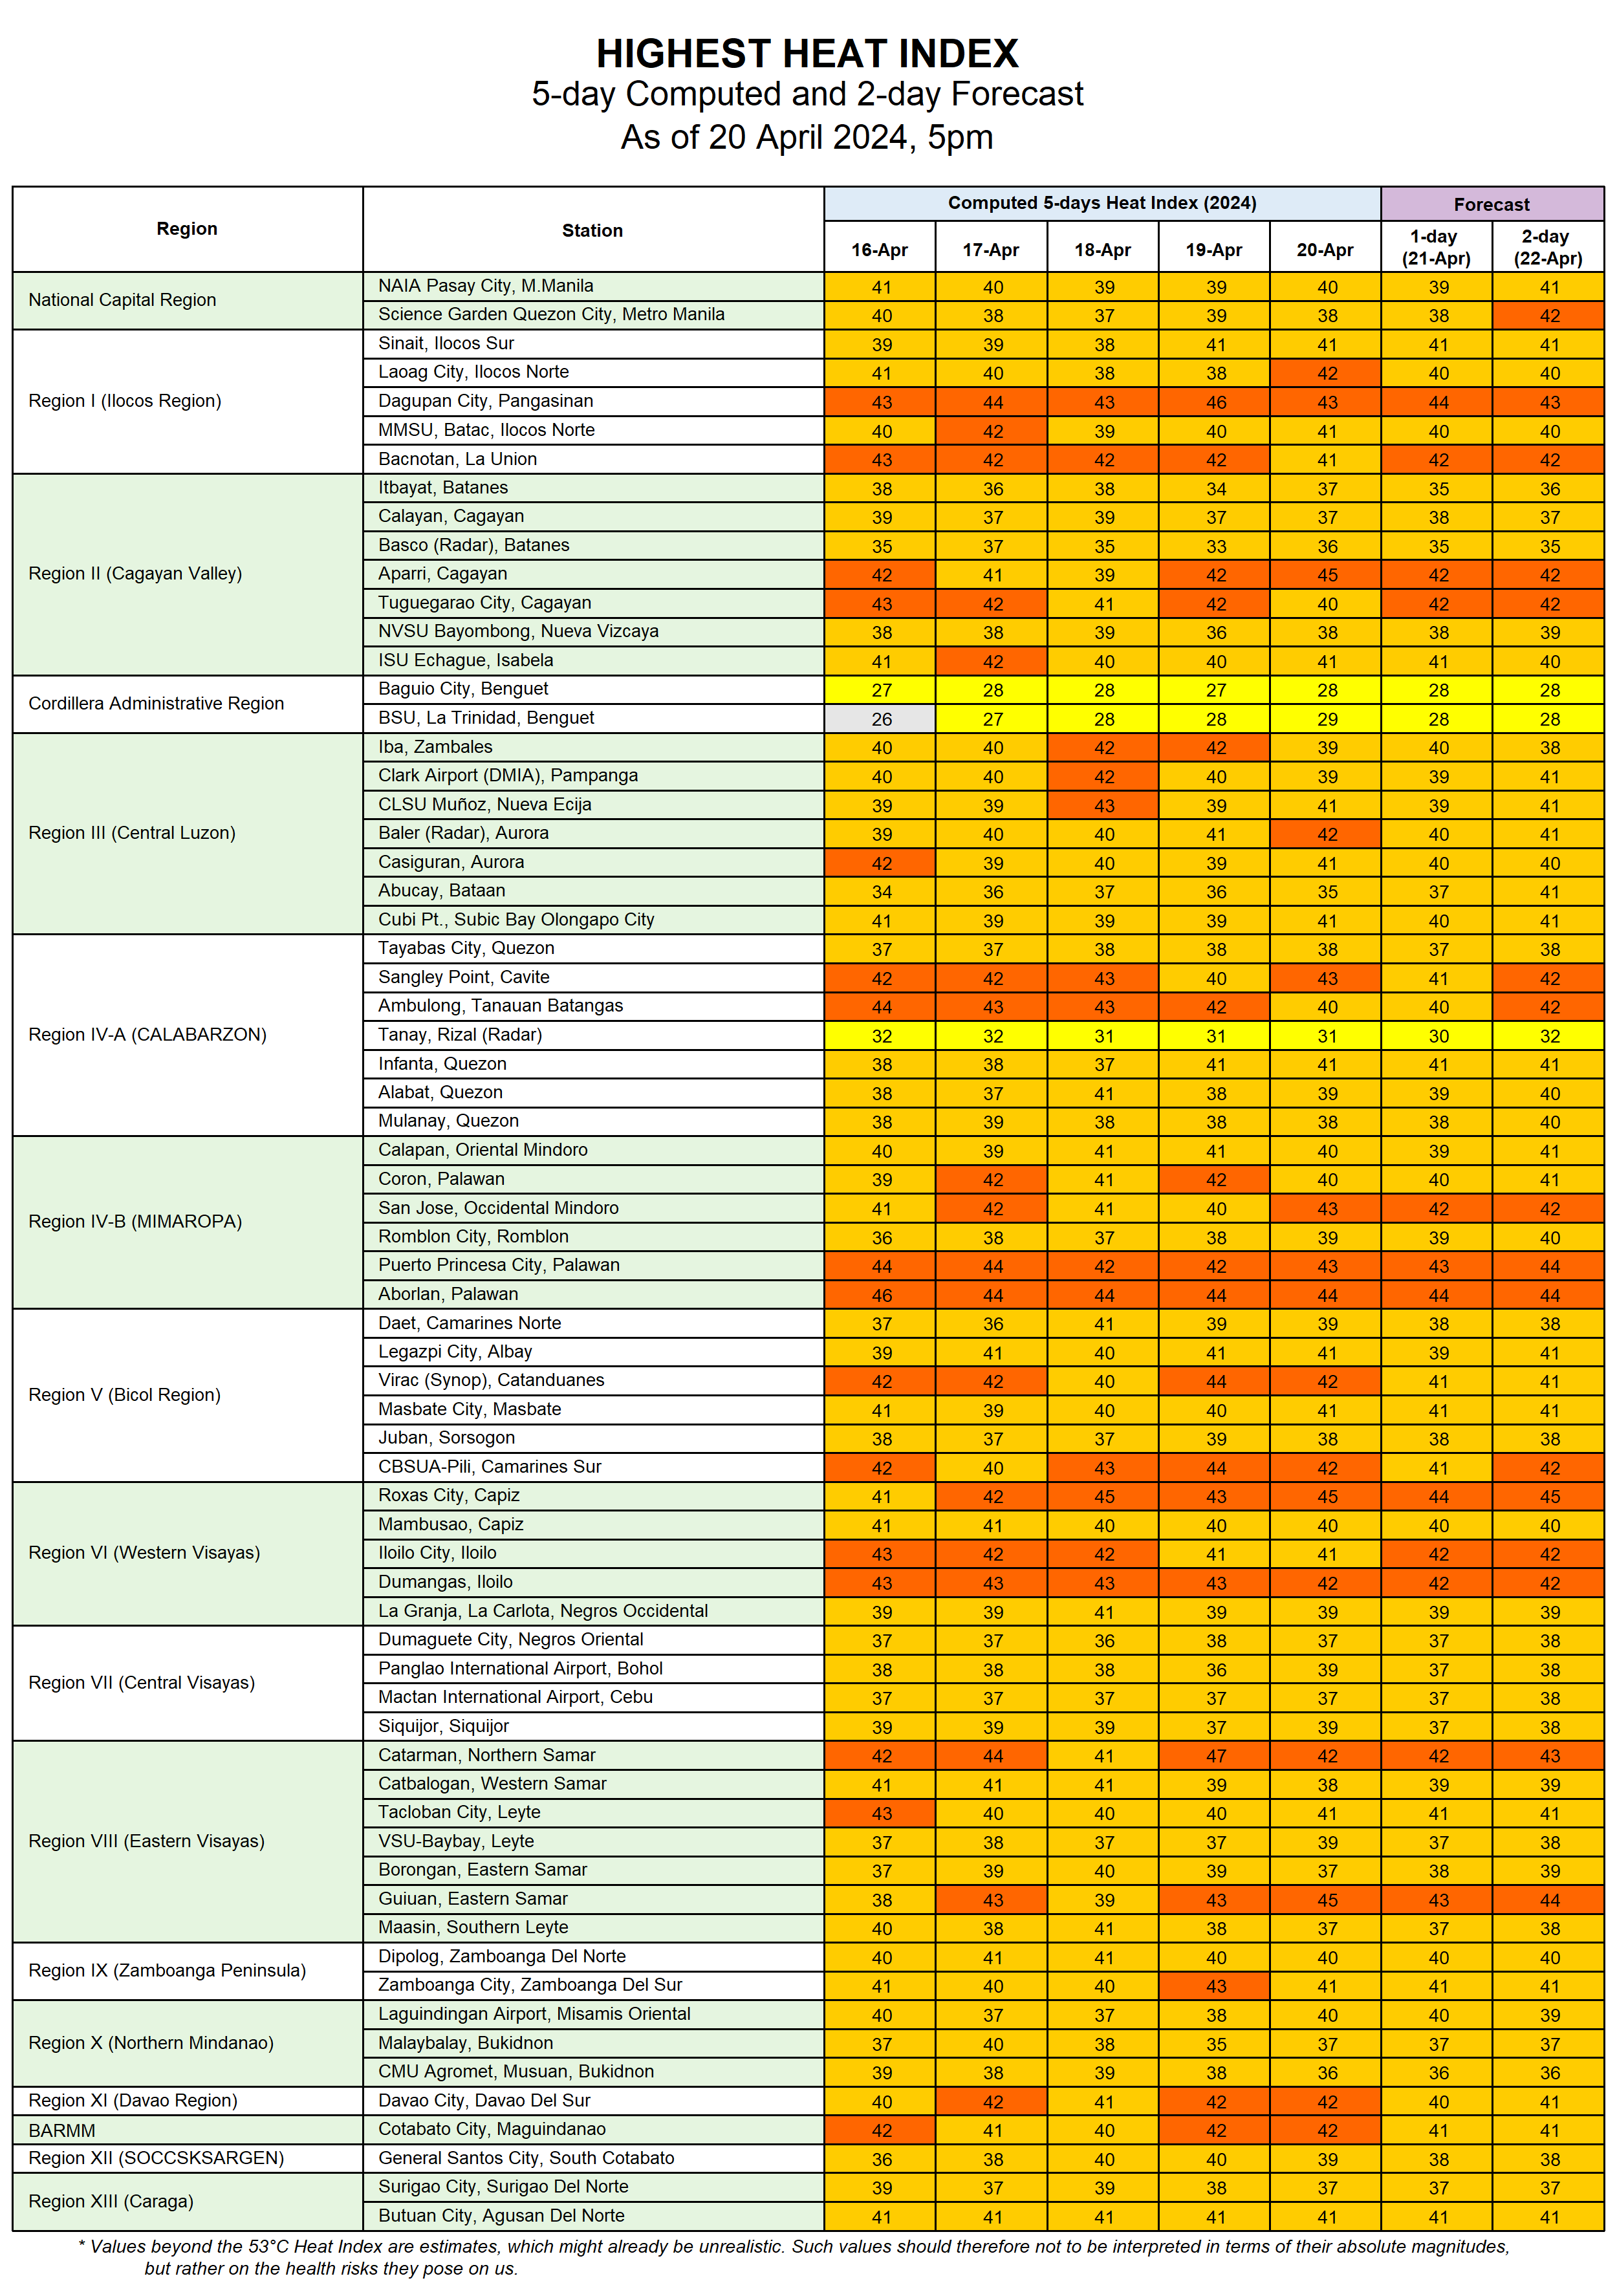 HIGHEST HEAT INDEX
5-day Computed and 2-day Forecast
As of 20 April 2024, 5pm
Region Station Computed 5-days Heat Index (2024) Forecast
16-Apr 17-Apr 18-Apr 19-Apr 20-Apr 1-day (21-Apr) 2-day (22-Apr)
National Capital Region
NAIA Pasay City, M.Manila 41 40 39 39 40 39 41
Science Garden Quezon City, Metro Manila 40 38 37 39 38 38 42
Region I (Ilocos Region)
Sinait, Ilocos Sur 39 39 38 41 41 41 41
Laoag City, Ilocos Norte 41 40 38 38 42 40 40
Dagupan City, Pangasinan 43 44 43 46 43 44 43
MMSU, Batac, Ilocos Norte 40 42 39 40 41 40 40
Bacnotan, La Union 43 42 42 42 41 42 42
Region II (Cagayan Valley)
Itbayat, Batanes 38 36 38 34 37 35 36
Calayan, Cagayan 39 37 39 37 37 38 37
Basco (Radar), Batanes 35 37 35 33 36 35 35
Aparri, Cagayan 42 41 39 42 45 42 42
Tuguegarao City, Cagayan 43 42 41 42 40 42 42
NVSU Bayombong, Nueva Vizcaya 38 38 39 36 38 38 39
ISU Echague, Isabela 41 42 40 40 41 41 40
Cordillera Administrative Region
Baguio City, Benguet 27 28 28 27 28 28 28
BSU, La Trinidad, Benguet 26 27 28 28 29 28 28
Region III (Central Luzon)
Iba, Zambales 40 40 42 42 39 40 38
Clark Airport (DMIA), Pampanga 40 40 42 40 39 39 41
CLSU Muñoz, Nueva Ecija 39 39 43 39 41 39 41
Baler (Radar), Aurora 39 40 40 41 42 40 41
Casiguran, Aurora 42 39 40 39 41 40 40
Abucay, Bataan 34 36 37 36 35 37 41
Cubi Pt., Subic Bay Olongapo City 41 39 39 39 41 40 41
Region IV-A (CALABARZON)
Tayabas City, Quezon 37 37 38 38 38 37 38
Sangley Point, Cavite 42 42 43 40 43 41 42
Ambulong, Tanauan Batangas 44 43 43 42 40 40 42
Tanay, Rizal (Radar) 32 32 31 31 31 30 32
Infanta, Quezon 38 38 37 41 41 41 41
Alabat, Quezon 38 37 41 38 39 39 40
Mulanay, Quezon 38 39 38 38 38 38 40
Region IV-B (MIMAROPA)
Calapan, Oriental Mindoro 40 39 41 41 40 39 41
Coron, Palawan 39 42 41 42 40 40 41
San Jose, Occidental Mindoro 41 42 41 40 43 42 42
Romblon City, Romblon 36 38 37 38 39 39 40
Puerto Princesa City, Palawan 44 44 42 42 43 43 44
Aborlan, Palawan 46 44 44 44 44 44 44
Region V (Bicol Region)
Daet, Camarines Norte 37 36 41 39 39 38 38
Legazpi City, Albay 39 41 40 41 41 39 41
Virac (Synop), Catanduanes 42 42 40 44 42 41 41
Masbate City, Masbate 41 39 40 40 41 41 41
Juban, Sorsogon 38 37 37 39 38 38 38
CBSUA-Pili, Camarines Sur 42 40 43 44 42 41 42
Region VI (Western Visayas)
Roxas City, Capiz 41 42 45 43 45 44 45
Mambusao, Capiz 41 41 40 40 40 40 40
Iloilo City, Iloilo 43 42 42 41 41 42 42
Dumangas, Iloilo 43 43 43 43 42 42 42
La Granja, La Carlota, Negros Occidental 39 39 41 39 39 39 39
Region VII (Central Visayas)
Dumaguete City, Negros Oriental 37 37 36 38 37 37 38
Panglao International Airport, Bohol 38 38 38 36 39 37 38
Mactan International Airport, Cebu 37 37 37 37 37 37 38
Siquijor, Siquijor 39 39 39 37 39 37 38
Region VIII (Eastern Visayas)
Catarman, Northern Samar 42 44 41 47 42 42 43
Catbalogan, Western Samar 41 41 41 39 38 39 39
Tacloban City, Leyte 43 40 40 40 41 41 41
VSU-Baybay, Leyte 37 38 37 37 39 37 38
Borongan, Eastern Samar 37 39 40 39 37 38 39
Guiuan, Eastern Samar 38 43 39 43 45 43 44
Maasin, Southern Leyte 40 38 41 38 37 37 38
Region IX (Zamboanga Peninsula)
Dipolog, Zamboanga Del Norte 40 41 41 40 40 40 40
Zamboanga City, Zamboanga Del Sur 41 40 40 43 41 41 41
Region X (Northern Mindanao)
Laguindingan Airport, Misamis Oriental 40 37 37 38 40 40 39
Malaybalay, Bukidnon 37 40 38 35 37 37 37
CMU Agromet, Musuan, Bukidnon 39 38 39 38 36 36 36
Region XI (Davao Region) Davao City, Davao Del Sur 40 42 41 42 42 40 41
BARMM Cotabato City, Maguindanao 42 41 40 42 42 41 41
Region XII (SOCCSKSARGEN) General Santos City, South Cotabato 36 38 40 40 39 38 38
Region XIII (Caraga)
Surigao City, Surigao Del Norte 39 37 39 38 37 37 37
Butuan City, Agusan Del Norte 41 41 41 41 41 41 41
* Values beyond the 53°C Heat Index are estimates, which might already be unrealistic. Such values should therefore not to be interpreted in terms of their absolute magnitudes,
but rather on the health risks they pose on us.